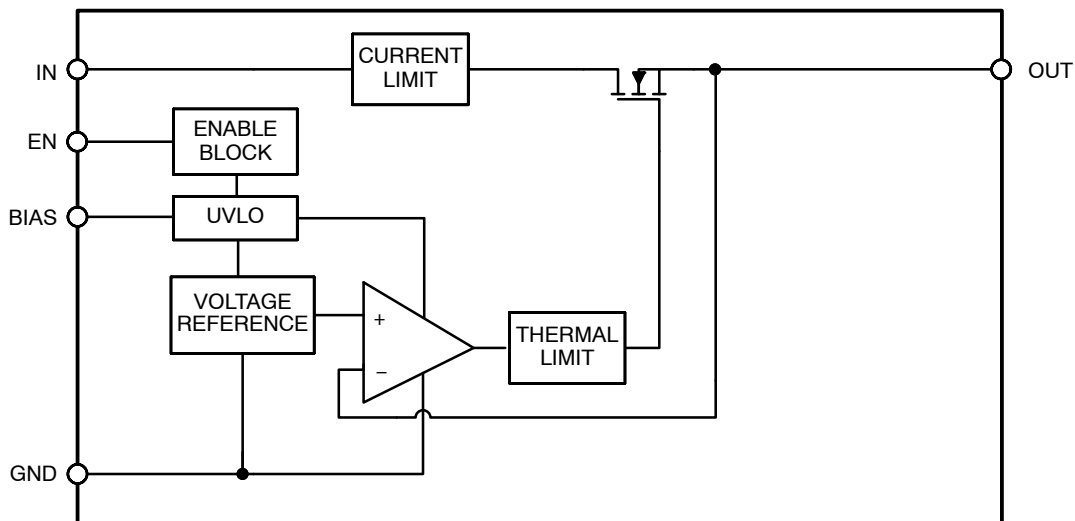 CURRENT
LIMIT
IN
OUT
ENABLE
BLOCK
EN
UVLO
BIAS
VOLTAGE
REFERENCE
+
−
THERMAL
LIMIT
GND